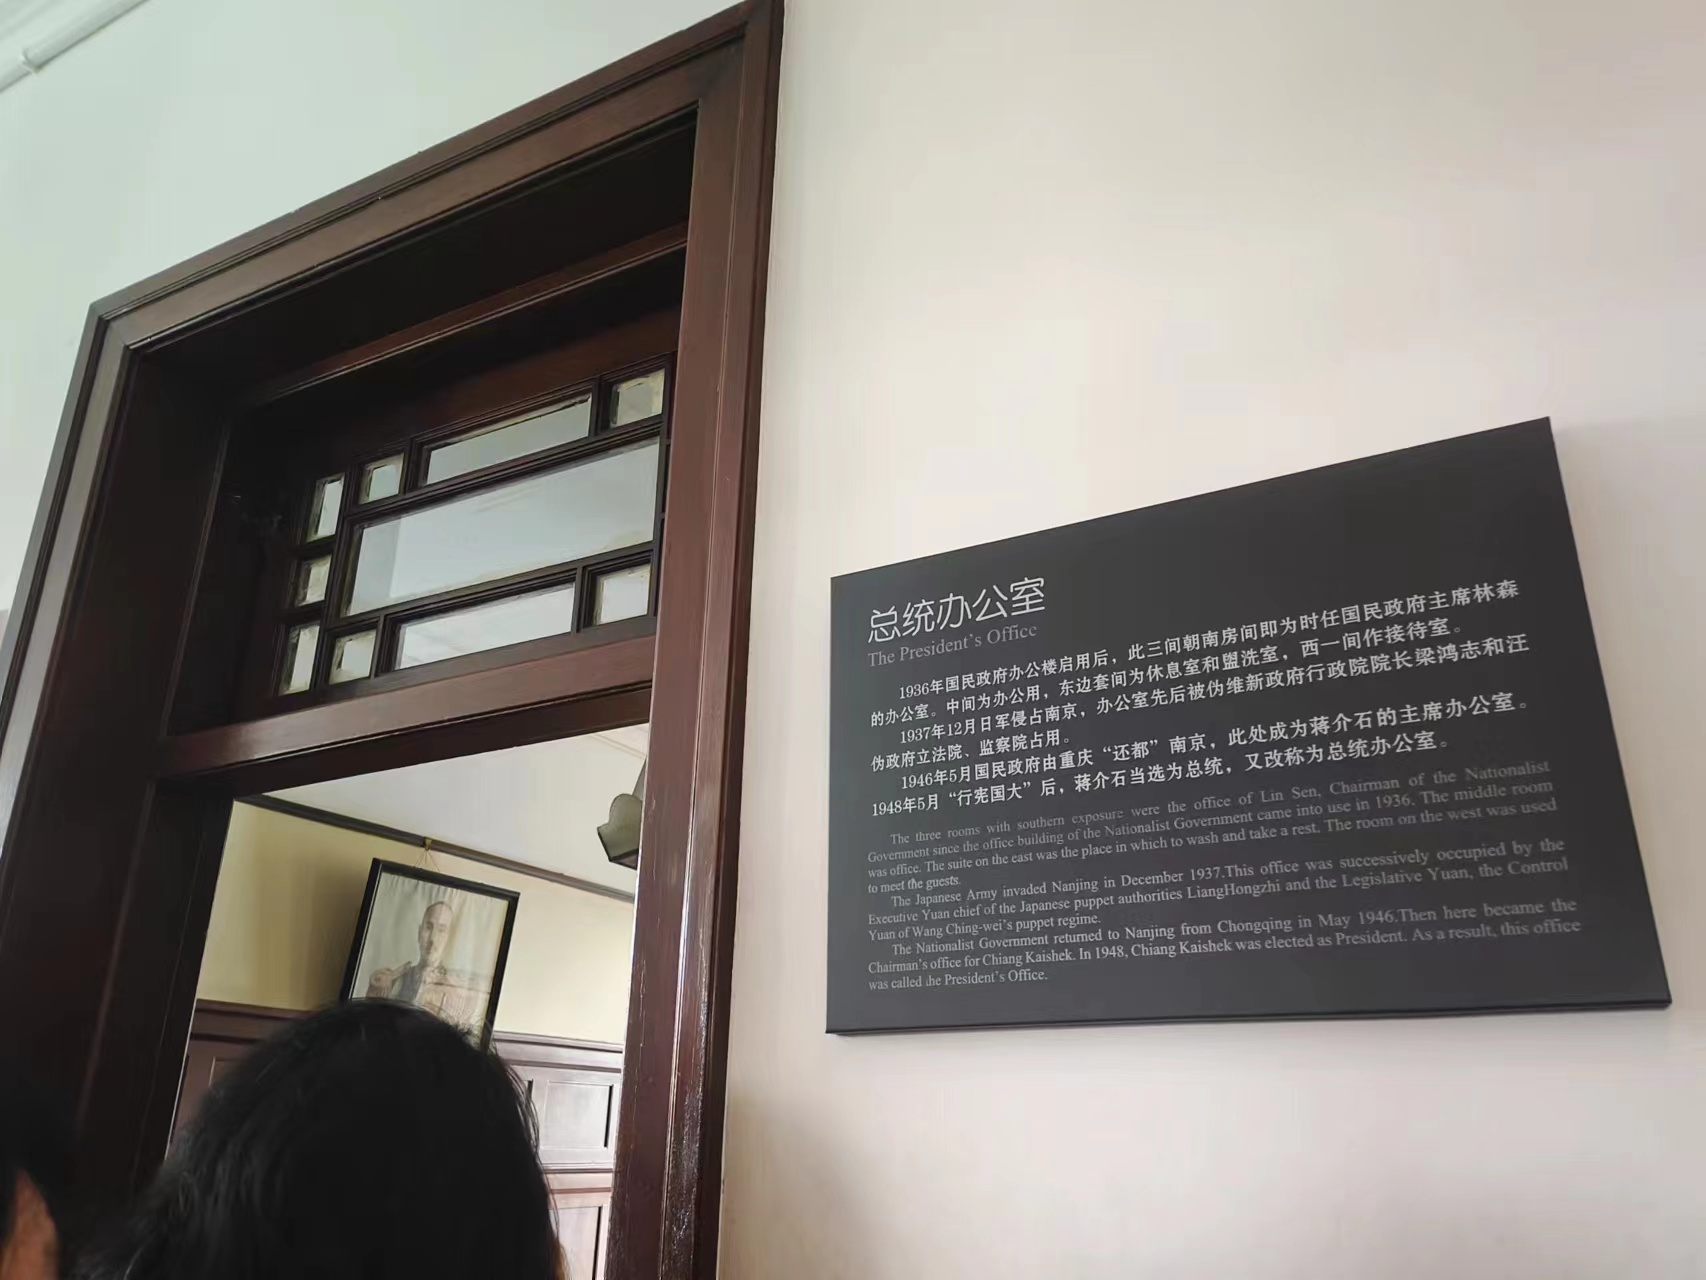 总统办公室
The President's Office
1936年国民政府办公楼启用后，此三间朝南房间即为时任国民政府主席林森
的办公室。中间为办公用，东边套间为休息室和盥洗室，西一间作接待室。
1937年12月日军侵占南京，办公室先后被伪维新政府行政院院长梁鸿志和汪
伪政府立法院、监察院占用。
1946年5月国民政府由重庆“还都”南京，此处成为蒋介石的主席办公室。
1948年5月“行宪国大”后，蒋介石当选为总统，又改称为总统办公室。
The three rooms with southern exposure were the office of Lin Sen, Chairman of the Nationalist
Government since the office building of the Nationalist Government came into use in 1936. The middle room
was office. The suite on the east was the place in which to wash and take a rest. The room on the west was used
to meet the guests.
The Japanese Army invaded Nanjing in December 1937.This office was successively occupied by the
Executive Yuan chief of the Japanese puppet authorities LiangHongzhi and the Legislative Yuan, the Control
Yuan of Wang Ching-wei's puppet regime.
The Nationalist Government returned to Nanjing from Chongqing in May 1946.Then here became the
Chairman's office for Chiang Kaishek. In 1948, Chiang Kaishek was elected as President. As a result, this office
was called the President's Office.